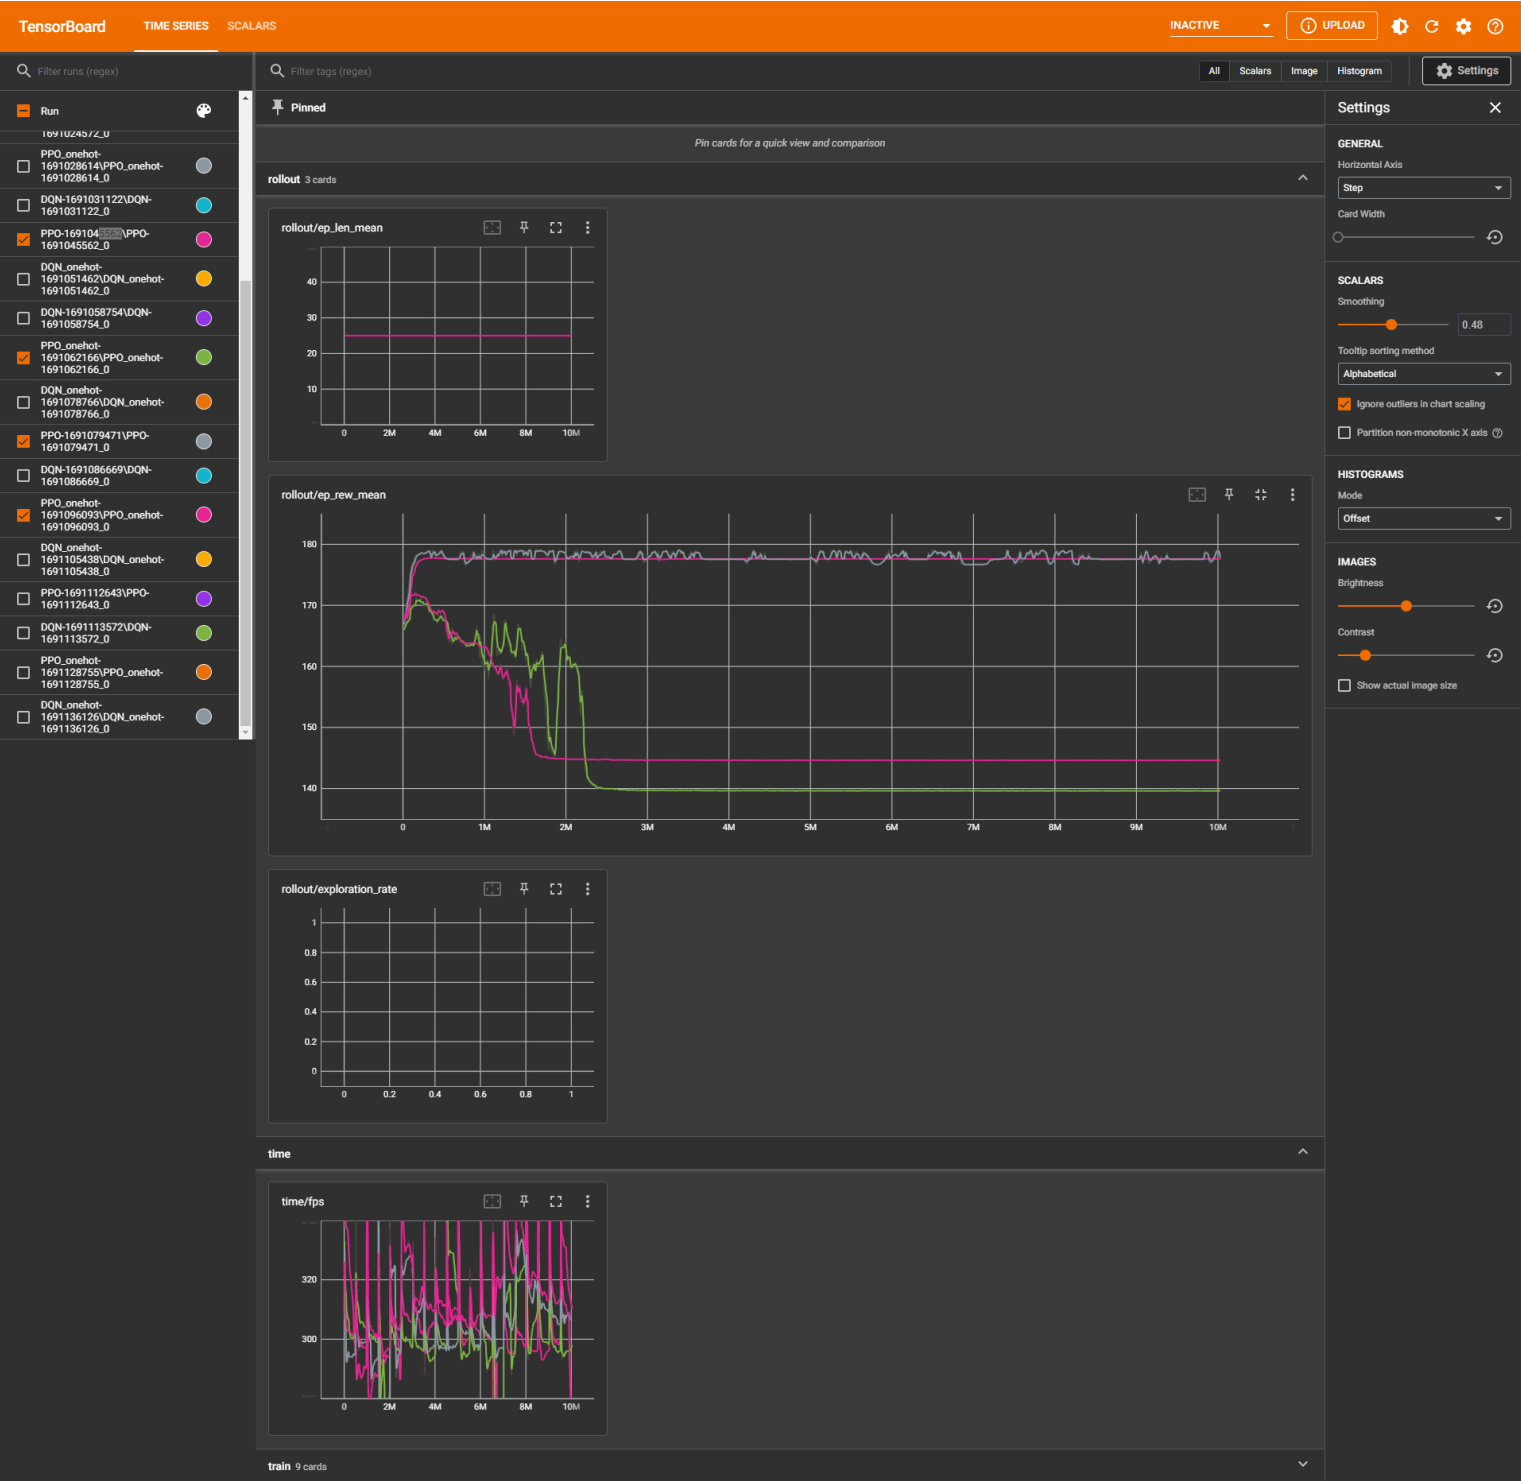 TensorBoard
TIME SERIES
SCALARS
INACTIVE
UPLOAD
Filter runs (regex)
Filter tags (regex)
All
Scalars
Image
Histogram
Settings
Run
1691024572_0
PPO_onehot-
1691028614\PPO_onehot-
1691028614_0
DQN-1691031122\DQN-
1691031122_0
PPO-1691045562\PPO-
1691045562_0
DQN_onehot-
1691051462\DQN_onehot-
1691051462_0
DQN-1691058754\DQN-
1691058754_0
PPO_onehot-
1691062166\PPO_onehot-
1691062166_0
DQN_onehot-
1691078766\DQN_onehot-
1691078766_0
PPO-1691079471\PPO-
1691079471_0
DQN-1691086669\DQN-
1691086669_0
PPO_onehot-
1691096093\PPO_onehot-
1691096093_0
DQN_onehot-
1691105438\DQN_onehot-
1691105438_0
PPO-1691112643\PPO-
1691112643_0
DQN-1691113572\DQN-
1691113572_0
PPO_onehot-
1691128755\PPO_onehot-
1691128755_0
DQN_onehot-
1691136126\DQN_onehot-
1691136126_0
Pinned
Pin cards for a quick view and comparison
rollout 3 cards
rollout/ep_len_mean
40
30
20
10
0 2M 4M 6M 8M 10M
rollout/ep_rew_mean
180
170
160
150
140
0 1M 2M 3M 4M 5M 6M 7M 8M 9M 10M
rollout/exploration_rate
1
0.8
0.6
0.4
0.2
0
0 0.2 0.4 0.6 0.8 1
time
time/fps
320
300
0 2M 4M 6M 8M 10M
train 9 cards
Settings
GENERAL
Horizontal Axis
Step
Card Width
SCALARS
Smoothing
0.48
Tooltip sorting method
Alphabetical
Ignore outliers in chart scaling
Partition non-monotonic X axis
HISTOGRAMS
Mode
Offset
IMAGES
Brightness
Contrast
Show actual image size